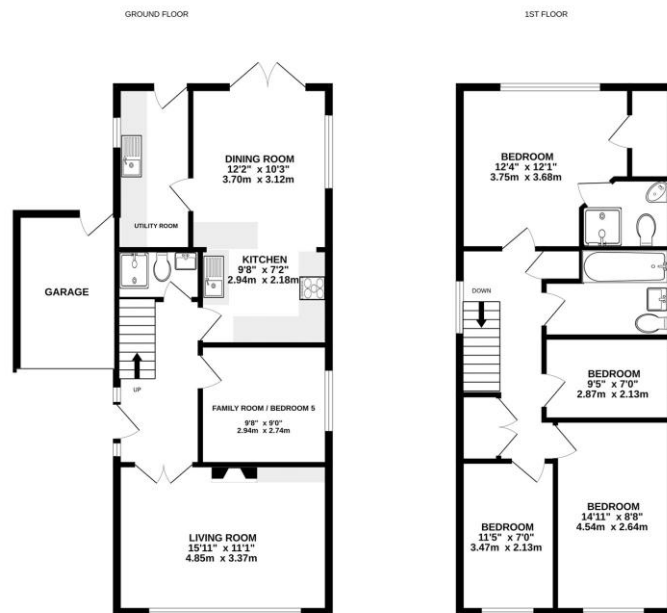 GROUND FLOOR
DINING ROOM
12'2" x 10'3"
3.70m x 3.12m
UTILITY ROOM
KITCHEN
9'8" x 7'2"
2.94m x 2.18m
GARAGE
UP
FAMILY ROOM / BEDROOM 5
9'8" x 9'0"
2.94m x 2.74m
LIVING ROOM
15'11" x 11'1"
4.85m x 3.37m
1ST FLOOR
BEDROOM
12'4" x 12'1"
3.75m x 3.68m
DOWN
BEDROOM
9'5" x 7'0"
2.87m x 2.13m
BEDROOM
14'11" x 8'8"
4.54m x 2.64m
BEDROOM
11'5" x 7'0"
3.47m x 2.13m